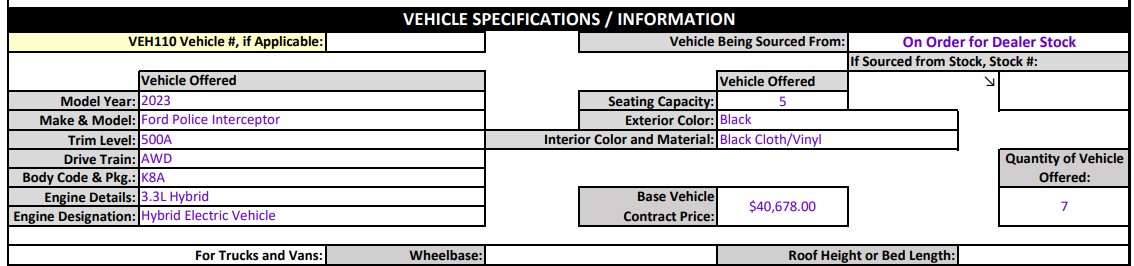 VEHICLE SPECIFICATIONS / INFORMATION
VEH110 Vehicle #, if Applicable:
Vehicle Being Sourced From: On Order for Dealer Stock
If Sourced from Stock, Stock #:
Vehicle Offered
Vehicle Offered
Model Year: 2023
Seating Capacity: 5
Make & Model: Ford Police Interceptor
Exterior Color: Black
Trim Level: 500A
Interior Color and Material: Black Cloth/Vinyl
Drive Train: AWD
Quantity of Vehicle
Offered:
7
Body Code & Pkg.: K8A
Engine Details: 3.3L Hybrid
Engine Designation: Hybrid Electric Vehicle
Base Vehicle
Contract Price: $40,678.00
For Trucks and Vans: Wheelbase: Roof Height or Bed Length: